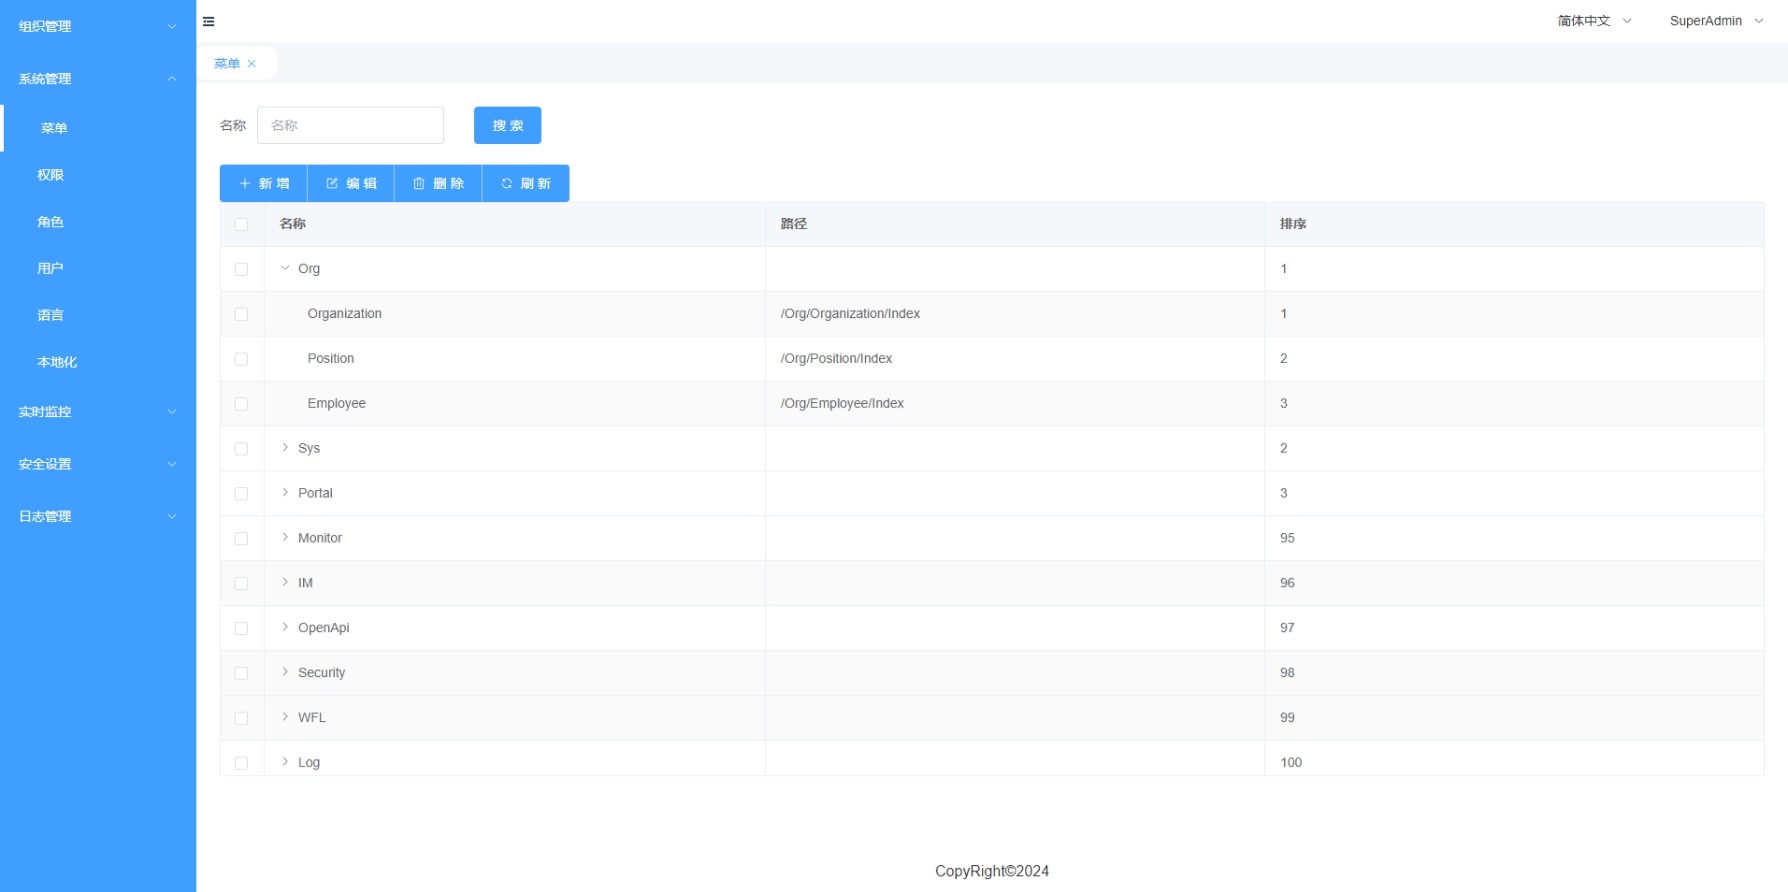 组织管理
系统管理
菜单
权限
角色
用户
语言
本地化
实时监控
安全设置
日志管理
简体中文 SuperAdmin
菜单
名称 名称 搜 索
新 增 编 辑 删 除 刷 新
名称 路径 排序
Org 1
Organization /Org/Organization/Index 1
Position /Org/Position/Index 2
Employee /Org/Employee/Index 3
Sys 2
Portal 3
Monitor 95
IM 96
OpenApi 97
Security 98
WFL 99
Log 100
CopyRight©2024